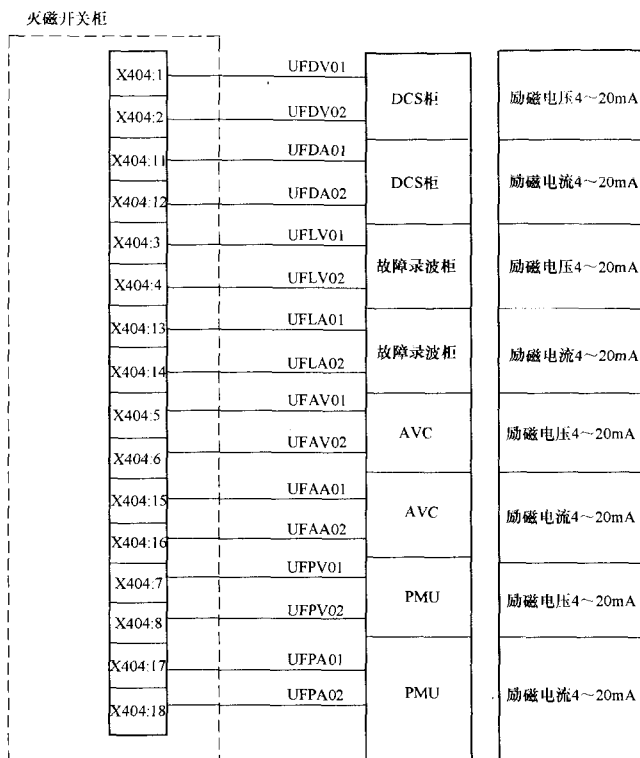 灭磁开关柜
X404:1 UFDV01 DCS柜 励磁电压4~20mA
X404:2 UFDV02
X404:11 UFDA01 DCS柜 励磁电流4~20mA
X404:12 UFDA02
X404:3 UFLV01 故障录波柜 励磁电压4~20mA
X404:4 UFLV02
X404:13 UFLA01 故障录波柜 励磁电流4~20mA
X404:14 UFLA02
X404:5 UFAV01 AVC 励磁电压4~20mA
X404:6 UFAV02
X404:15 UFAA01 AVC 励磁电流4~20mA
X404:16 UFAA02
X404:7 UFPV01 PMU 励磁电压4~20mA
X404:8 UFPV02
X404:17 UFPA01 PMU 励磁电流4~20mA
X404:18 UFPA02